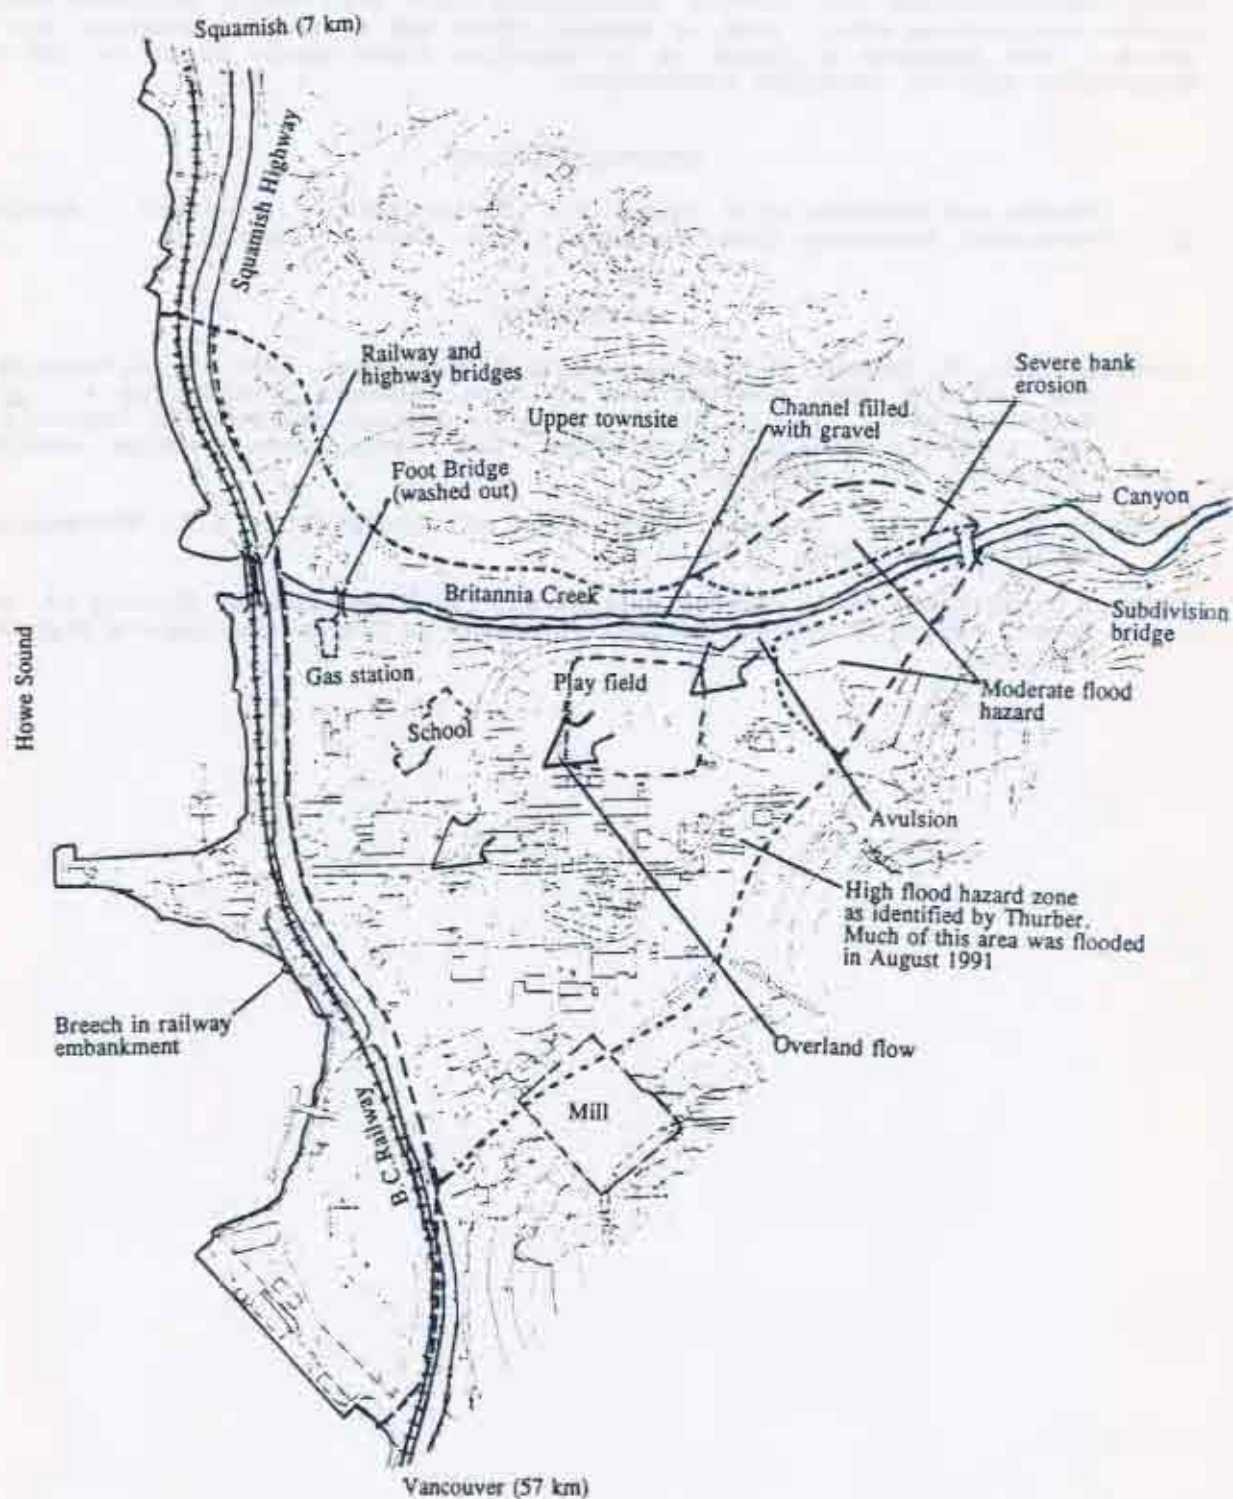 Squamish (7 km)
Squamish Highway
Railway and
highway bridges
Severe bank
erosion
Upper townsite
Channel filled
with gravel
Foot Bridge
(washed out)
Canyon
Britannia Creek
Subdivision
bridge
Howe Sound
Gas station
Play field
Moderate flood
hazard
School
Avulsion
High flood hazard zone
as identified by Thurber.
Much of this area was flooded
in August 1991
Breech in railway
embankment
Overland flow
Mill
B.C. Railway
Vancouver (57 km)